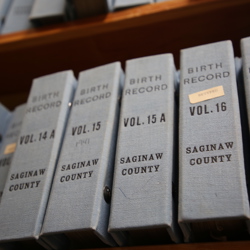 BIRTH
RECORD
VOL. 14 A
SAGINAW
COUNTY
BIRTH
RECORD
VOL. 15
SAGINAW
COUNTY
BIRTH
RECORD
VOL. 15 A
SAGINAW
COUNTY
BIRTH
RECORD
VOL. 16
SAGINAW
COUNTY